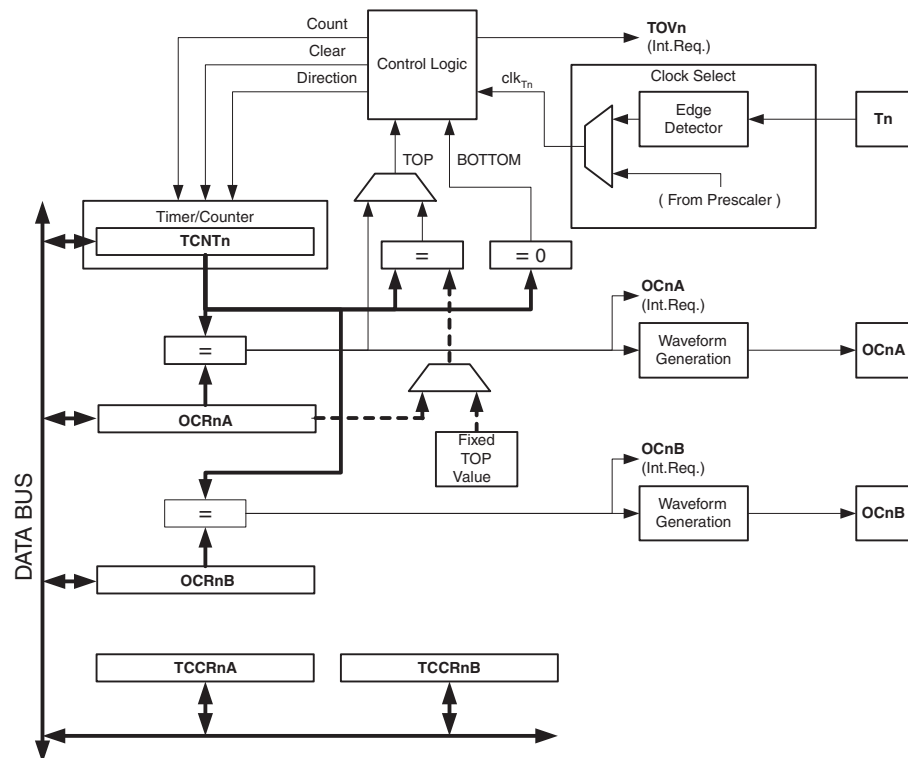 Count
Clear
Direction
Control Logic
TOVn
(Int.Req.)
Clock Select
clkTn
Edge
Detector
Tn
( From Prescaler )
TOP
BOTTOM
Timer/Counter
TCNTn
=
= 0
OCnA
(Int.Req.)
=
Waveform
Generation
OCnA
OCRnA
Fixed
TOP
Value
OCnB
(Int.Req.)
=
Waveform
Generation
OCnB
DATA BUS
OCRnB
TCCRnA
TCCRnB